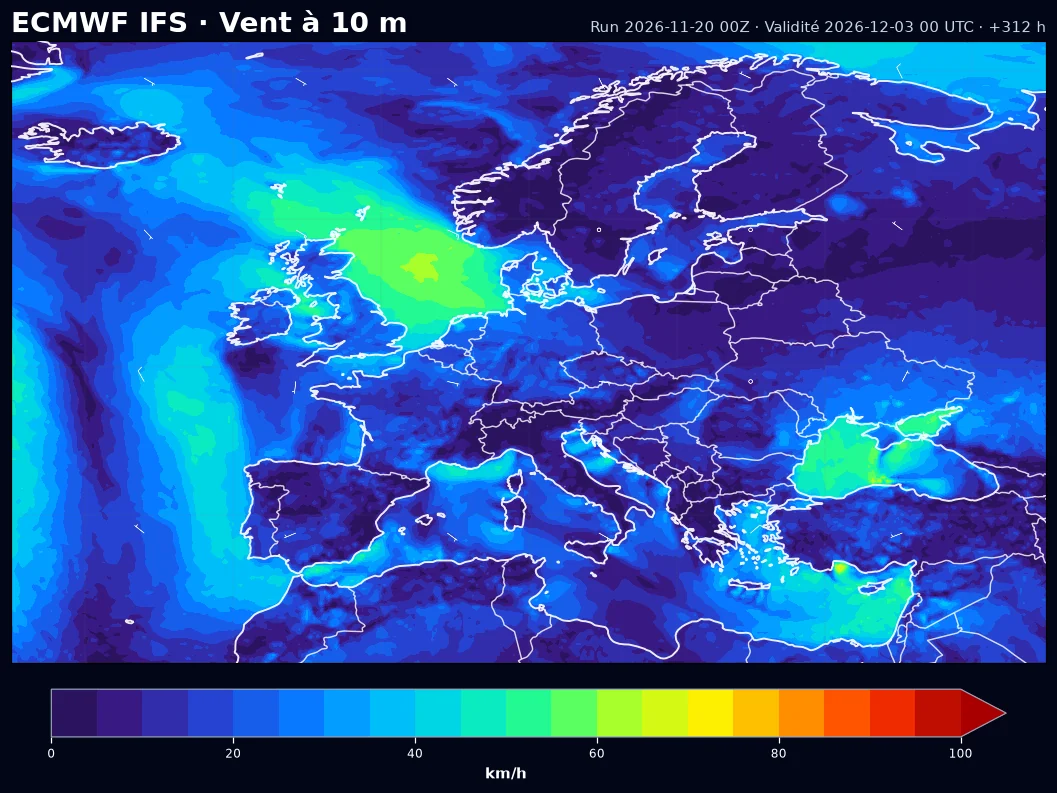 ECMWF IFS · Vent à 10 m
Run 2026-11-20 00Z · Validité 2026-12-03 00 UTC · +312 h
0 20 40 60 80 100
km/h